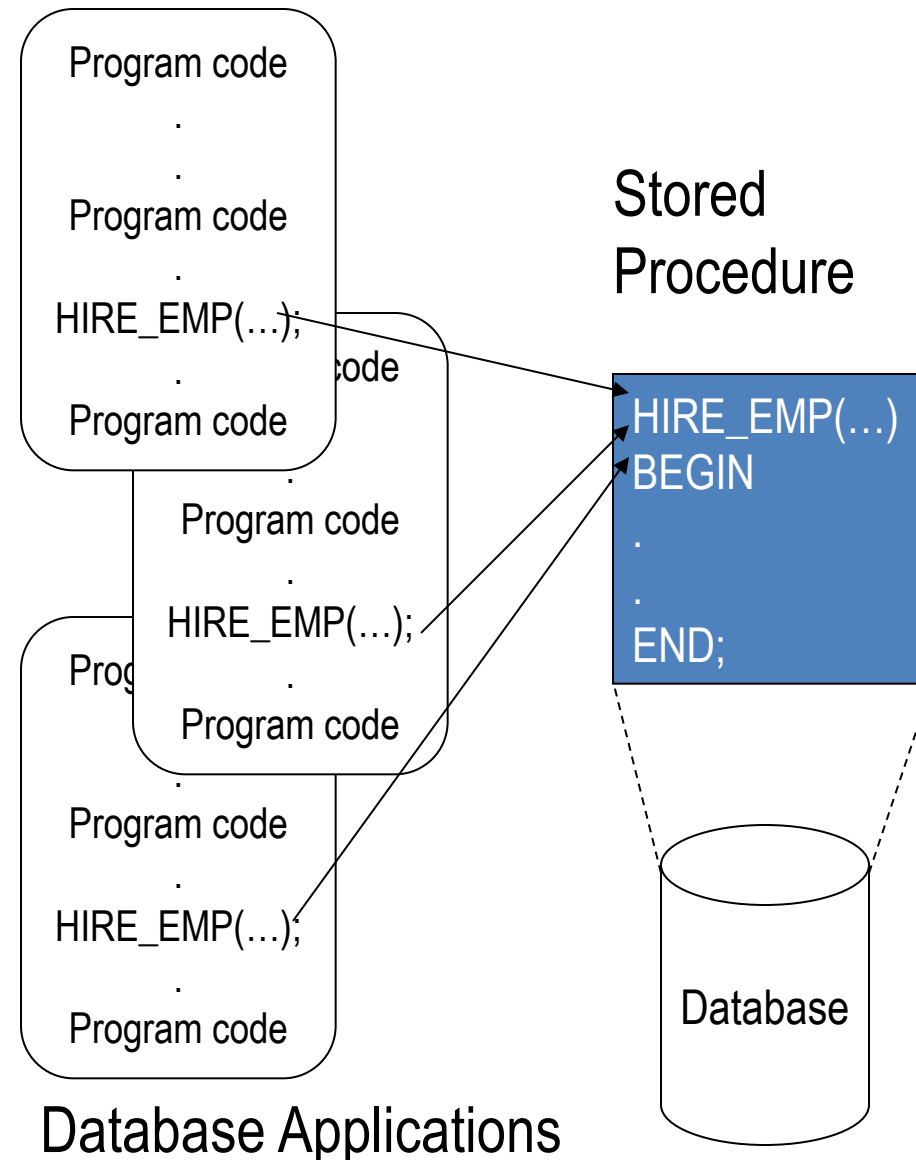 Program code
.
.
Program code
.
HIRE_EMP(…);
.
Program code
code
.
Program code
.
HIRE_EMP(…);
.
Program code
.
Program code
.
HIRE_EMP(…);
.
Program code
Database Applications
Stored
Procedure
HIRE_EMP(…)
BEGIN
.
.
END;
Database